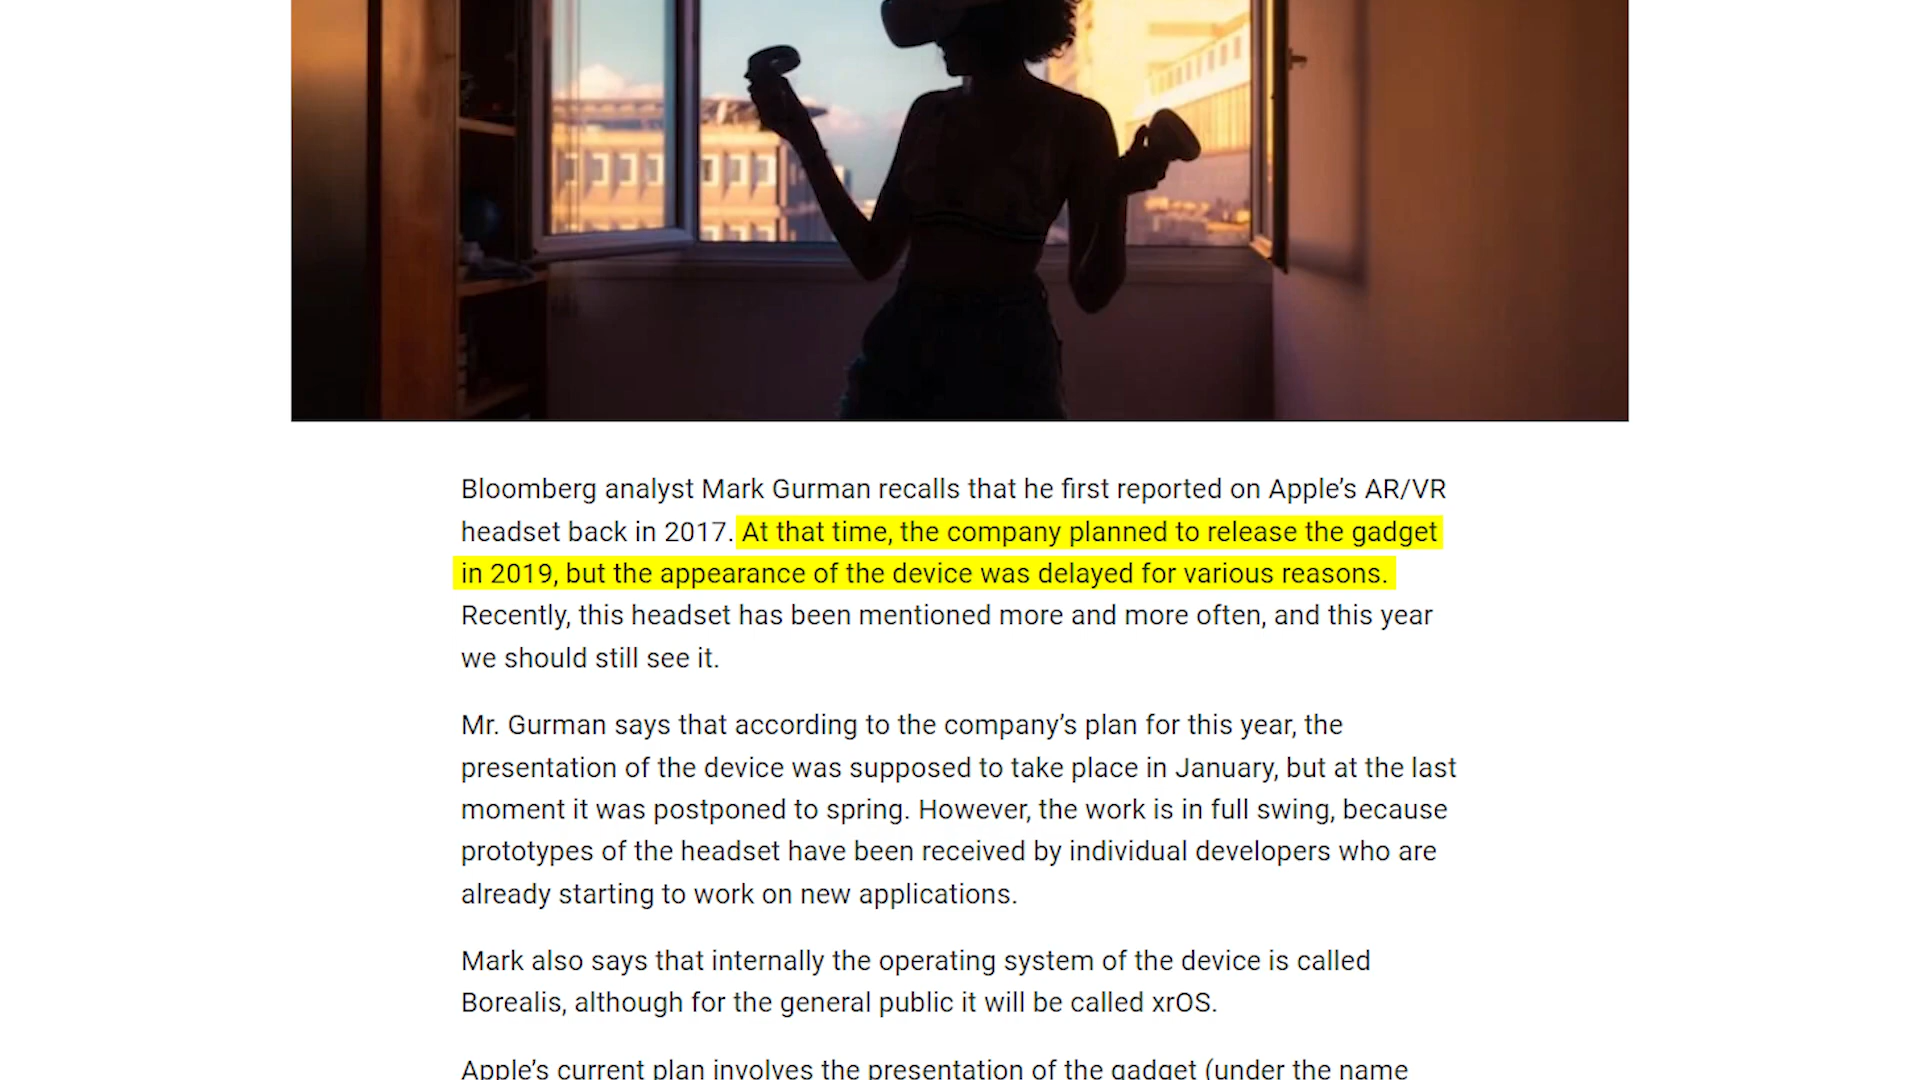 Bloomberg analyst Mark Gurman recalls that he first reported on Apple’s AR/VR
headset back in 2017. At that time, the company planned to release the gadget
in 2019, but the appearance of the device was delayed for various reasons.
Recently, this headset has been mentioned more and more often, and this year
we should still see it.
Mr. Gurman says that according to the company’s plan for this year, the
presentation of the device was supposed to take place in January, but at the last
moment it was postponed to spring. However, the work is in full swing, because
prototypes of the headset have been received by individual developers who are
already starting to work on new applications.
Mark also says that internally the operating system of the device is called
Borealis, although for the general public it will be called xrOS.
Apple’s current plan involves the presentation of the gadget (under the name